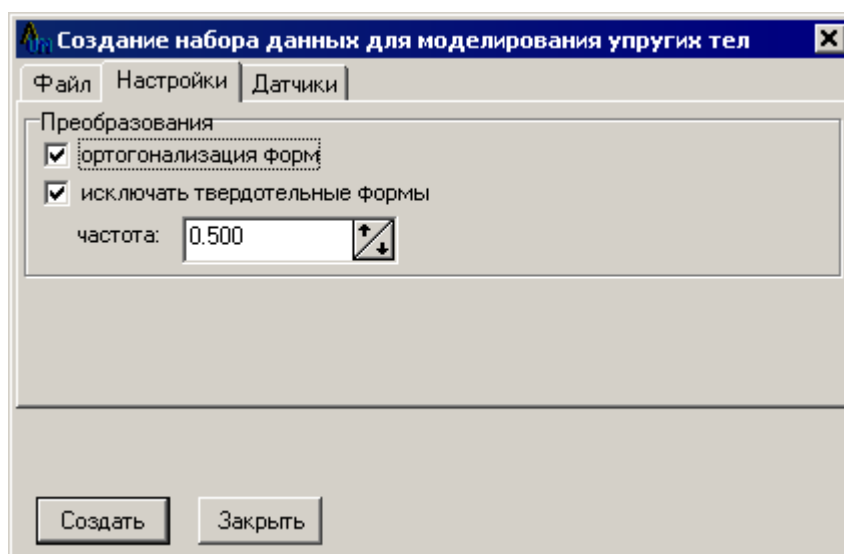 Создание набора данных для моделирования упругих тел
Файл Настройки Датчики
Преобразования
ортогонализация форм
исключать твердотельные формы
частота: 0.500
Создать Закрыть